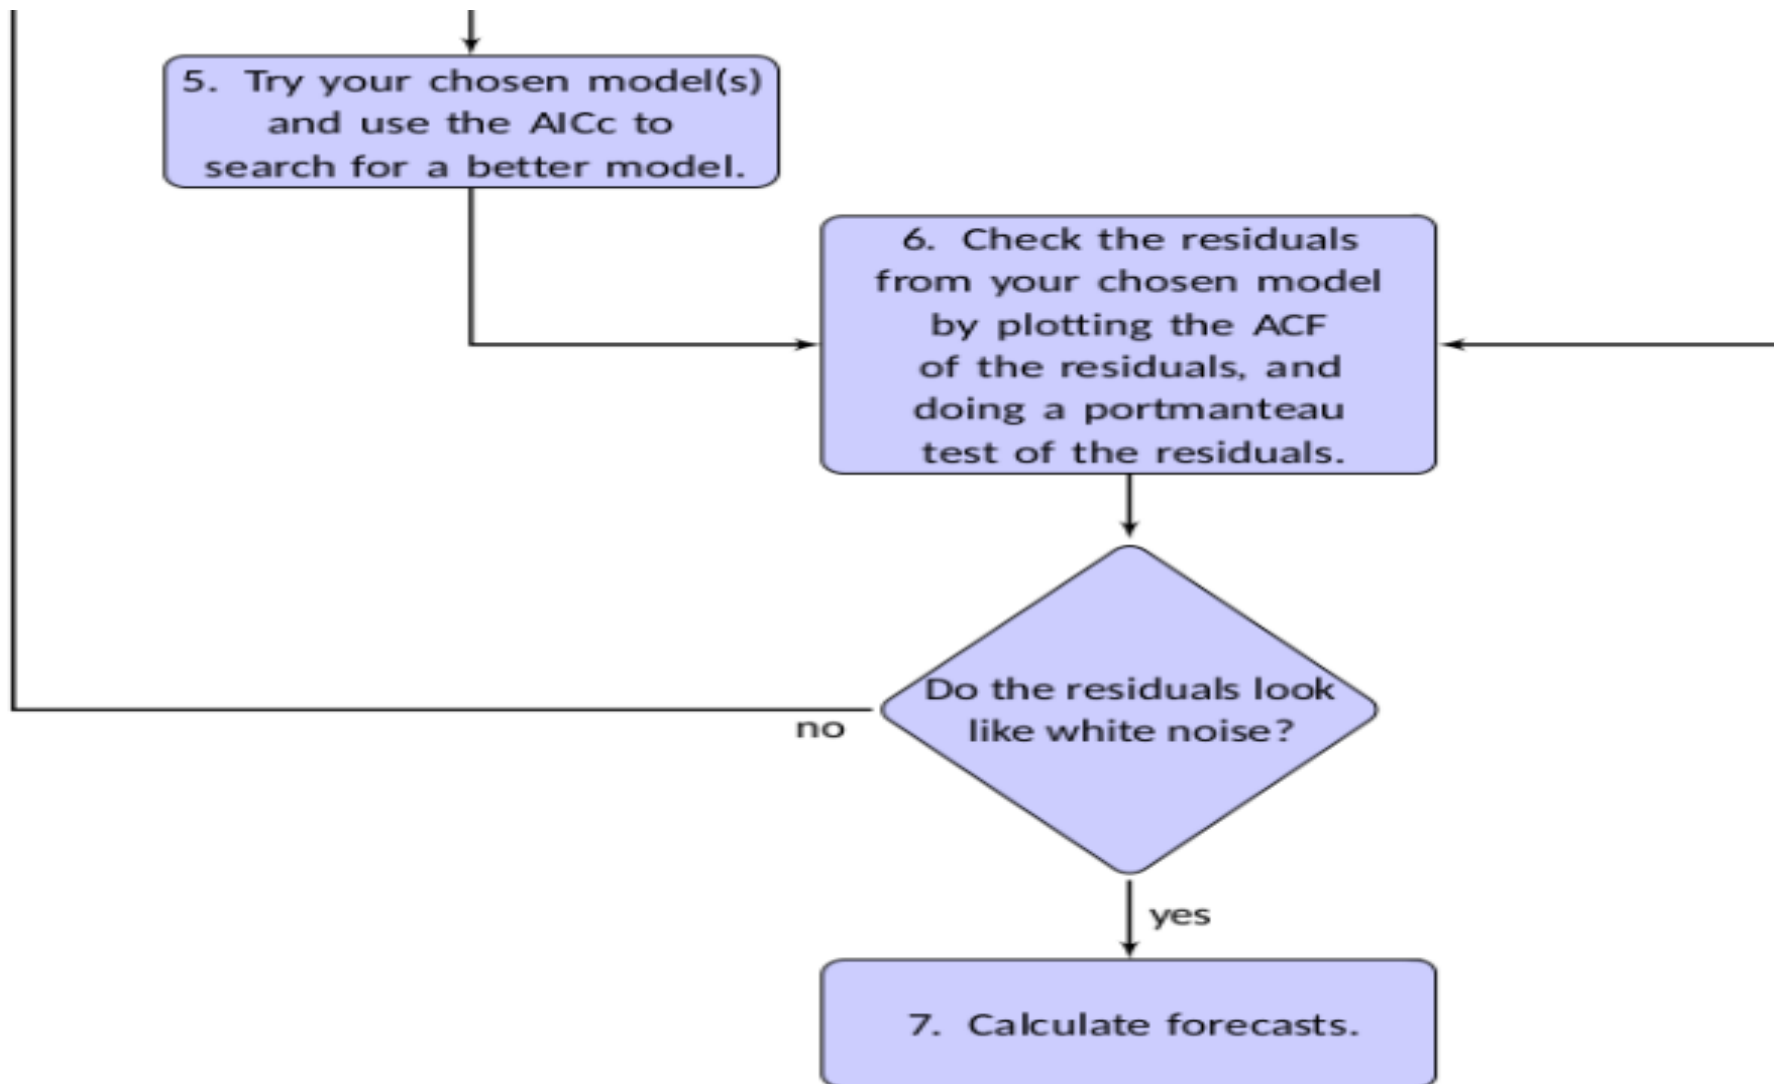 5. Try your chosen model(s)
and use the AICc to
search for a better model.
6. Check the residuals
from your chosen model
by plotting the ACF
of the residuals, and
doing a portmanteau
test of the residuals.
Do the residuals look
like white noise?
no
yes
7. Calculate forecasts.